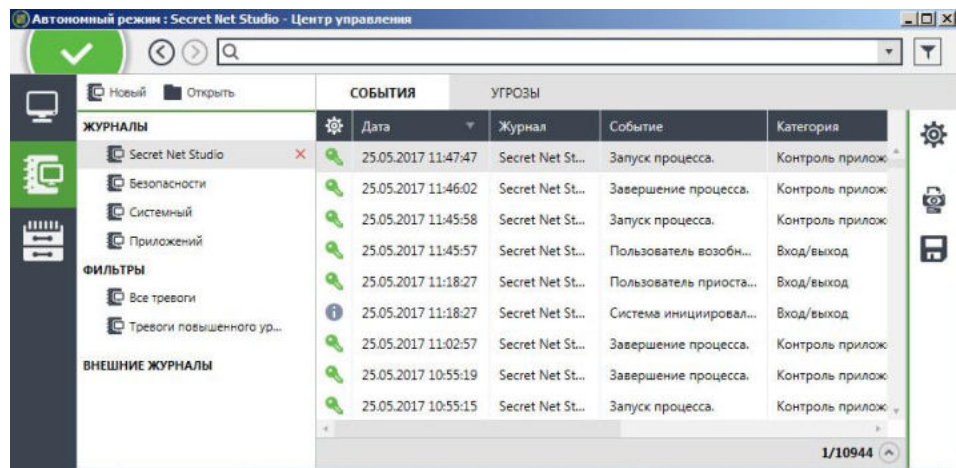 Автономный режим : Secret Net Studio - Центр управления
Новый Открыть
СОБЫТИЯ УГРОЗЫ
ЖУРНАЛЫ
Secret Net Studio
Безопасности
Системный
Приложений
ФИЛЬТРЫ
Все тревоги
Тревоги повышенного ур...
ВНЕШНИЕ ЖУРНАЛЫ
Дата Журнал Событие Категория
25.05.2017 11:47:47 Secret Net St... Запуск процесса. Контроль прилож
25.05.2017 11:46:02 Secret Net St... Завершение процесса. Контроль прилож
25.05.2017 11:45:58 Secret Net St... Запуск процесса. Контроль прилож
25.05.2017 11:45:57 Secret Net St... Пользователь возобн... Вход/выход
25.05.2017 11:18:27 Secret Net St... Пользователь приоста... Вход/выход
25.05.2017 11:18:27 Secret Net St... Система инициировал... Вход/выход
25.05.2017 11:02:57 Secret Net St... Завершение процесса. Контроль прилож
25.05.2017 10:55:19 Secret Net St... Завершение процесса. Контроль прилож
25.05.2017 10:55:15 Secret Net St... Запуск процесса. Контроль прилож
1/10944